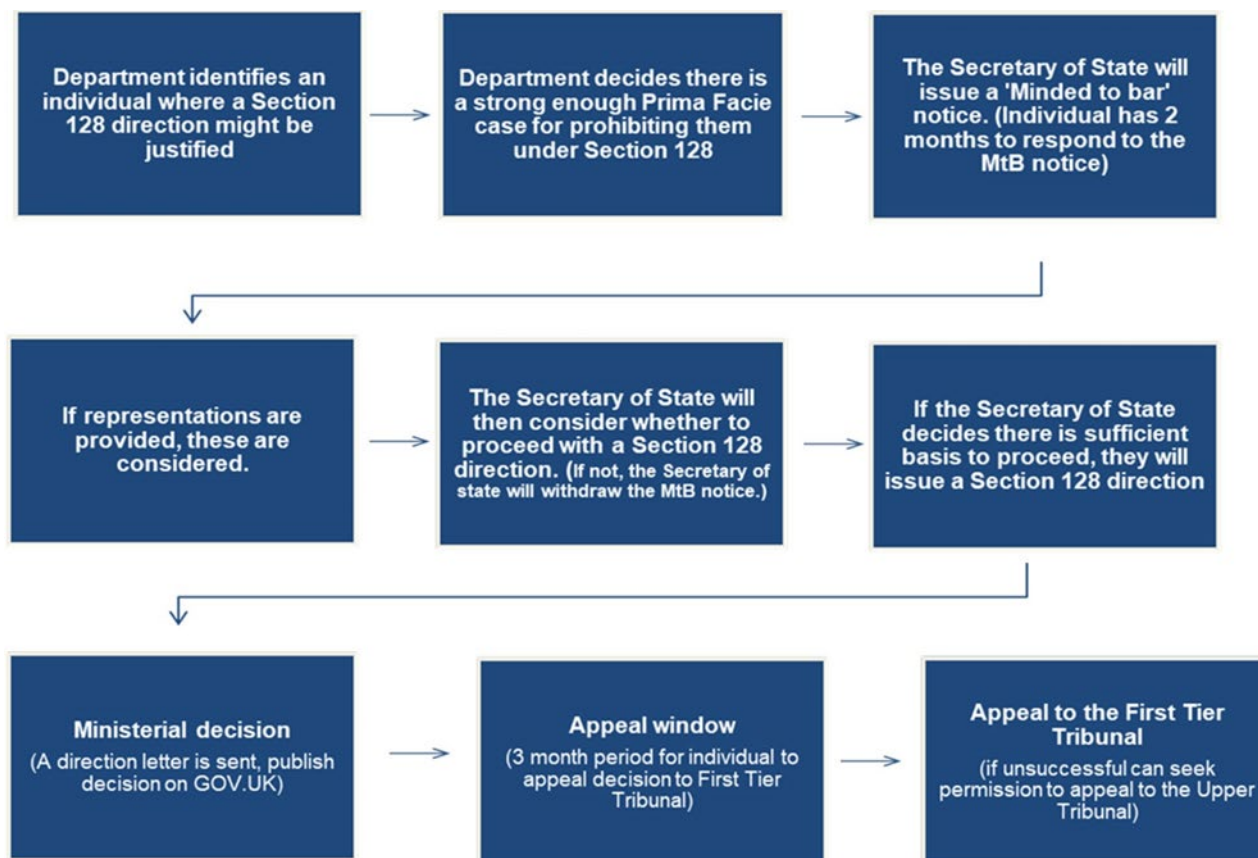 Department identifies an
individual where a Section
128 direction might be
justified
Department decides there is
a strong enough Prima Facie
case for prohibiting them
under Section 128
The Secretary of State will
issue a 'Minded to bar'
notice. (Individual has 2
months to respond to the
MtB notice)
If representations are
provided, these are
considered.
The Secretary of State will
then consider whether to
proceed with a Section 128
direction. (If not, the Secretary of
state will withdraw the MtB notice.)
If the Secretary of State
decides there is sufficient
basis to proceed, they will
issue a Section 128 direction
Ministerial decision
(A direction letter is sent, publish
decision on GOV.UK)
Appeal window
(3 month period for individual to
appeal decision to First Tier
Tribunal)
Appeal to the First Tier
Tribunal
(if unsuccessful can seek
permission to appeal to the Upper
Tribunal)